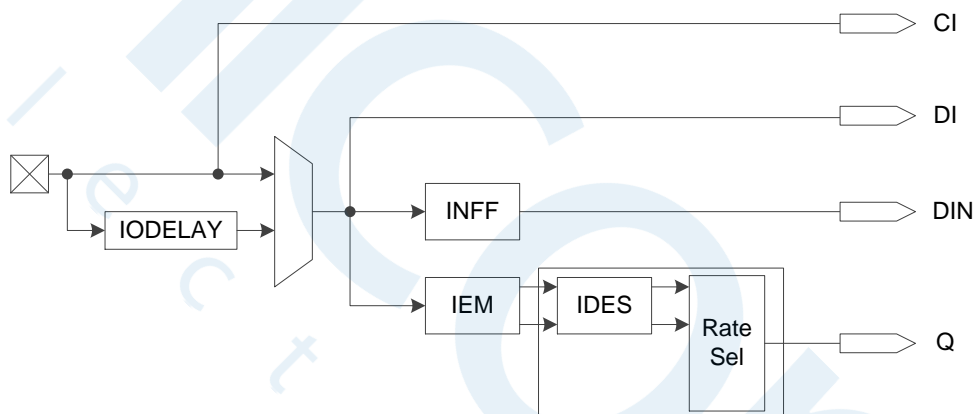 CI
DI
INFF
DIN
IODELAY
IEM
IDES
Rate
Sel
Q
e
c
t